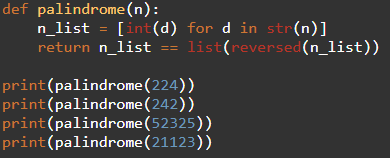 def palindrome(n):
    n_list = [int(d) for d in str(n)]
    return n_list == list(reversed(n_list))
print(palindrome(224))
print(palindrome(242))
print(palindrome(52325))
print(palindrome(21123))